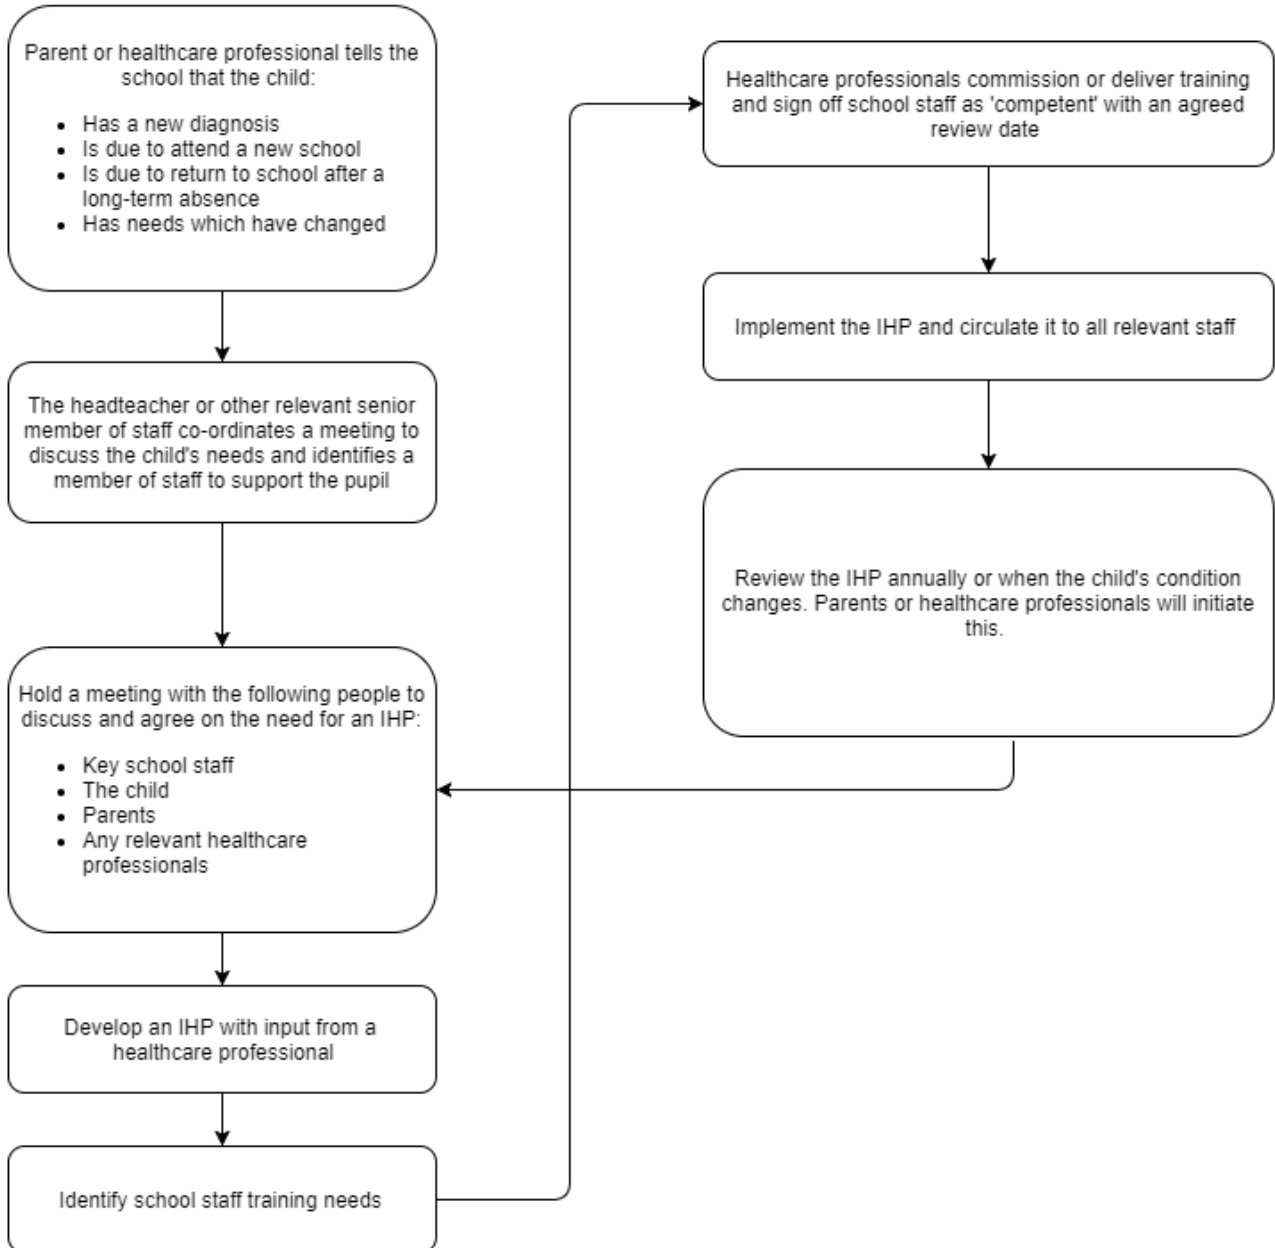 Parent or healthcare professional tells the
school that the child:
• Has a new diagnosis
• Is due to attend a new school
• Is due to return to school after a
long-term absence
• Has needs which have changed
The headteacher or other relevant senior
member of staff co-ordinates a meeting to
discuss the child's needs and identifies a
member of staff to support the pupil
Hold a meeting with the following people to
discuss and agree on the need for an IHP:
• Key school staff
• The child
• Parents
• Any relevant healthcare
professionals
Develop an IHP with input from a
healthcare professional
Identify school staff training needs
Healthcare professionals commission or deliver training
and sign off school staff as 'competent' with an agreed
review date
Implement the IHP and circulate it to all relevant staff
Review the IHP annually or when the child's condition
changes. Parents or healthcare professionals will initiate
this.